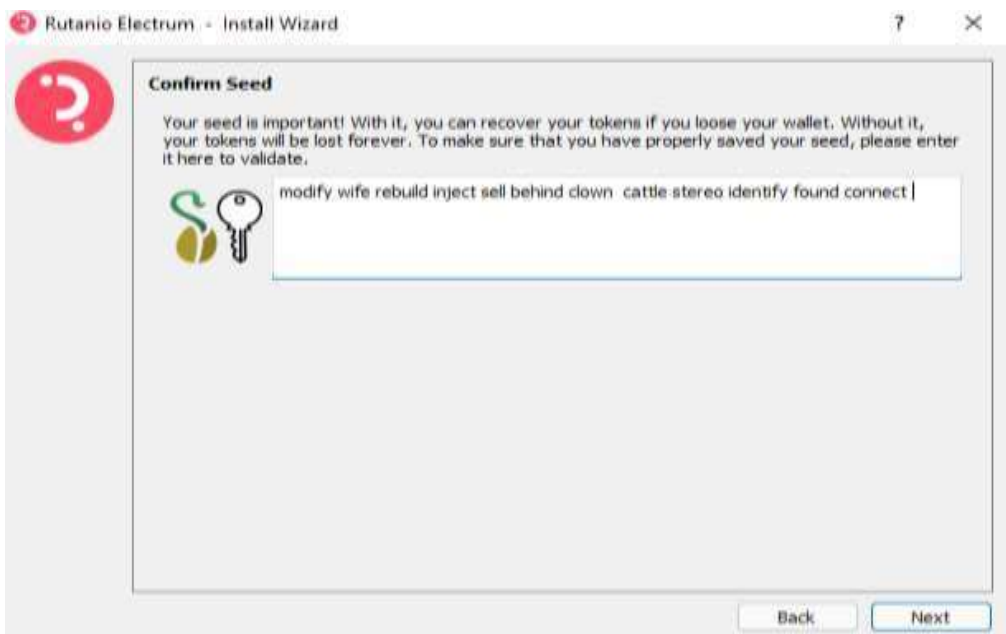 Rutanio Electrum - Install Wizard ? ×
Confirm Seed
Your seed is important! With it, you can recover your tokens if you loose your wallet. Without it,
your tokens will be lost forever. To make sure that you have properly saved your seed, please enter
it here to validate.
modify wife rebuild inject sell behind clown  cattle stereo identify found connect
Back Next